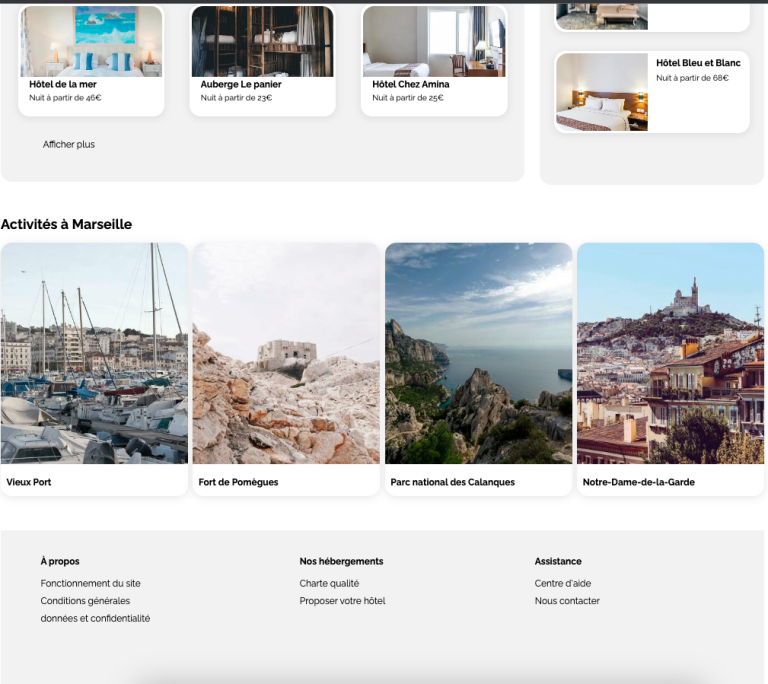 Hôtel de la mer
Nuit à partir de 46€
Auberge Le panier
Nuit à partir de 23€
Hôtel Chez Amina
Nuit à partir de 25€
Afficher plus
Hôtel Bleu et Blanc
Nuit à partir de 68€
Activités à Marseille
Vieux Port
Fort de Pomègues
Parc national des Calanques
Notre-Dame-de-la-Garde
À propos
Fonctionnement du site
Conditions générales
données et confidentialité
Nos hébergements
Charte qualité
Proposer votre hôtel
Assistance
Centre d'aide
Nous contacter